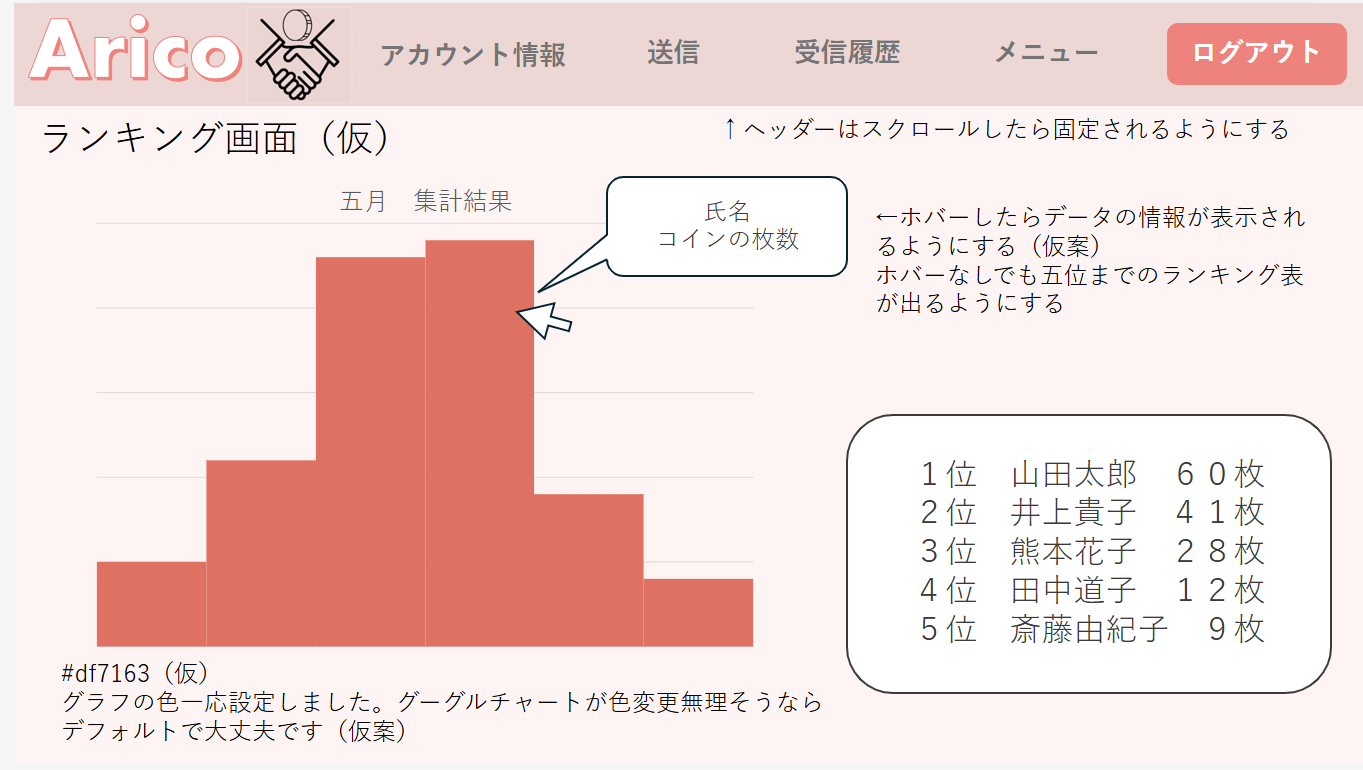 Arico
アカウント情報
送信
受信履歴
メニュー
ログアウト
ランキング画面（仮）
↑ヘッダーはスクロールしたら固定されるようにする
五月　集計結果
氏名
コインの枚数
←ホバーしたらデータの情報が表示され
るようにする（仮案）
ホバーなしでも五位までのランキング表
が出るようにする
１位　山田太郎　６０枚
２位　井上貴子　４１枚
３位　熊本花子　２８枚
４位　田中道子　１２枚
５位　斎藤由紀子　９枚
#df7163（仮）
グラフの色一応設定しました。グーグルチャートが色変更無理そうなら
デフォルトで大丈夫です（仮案）